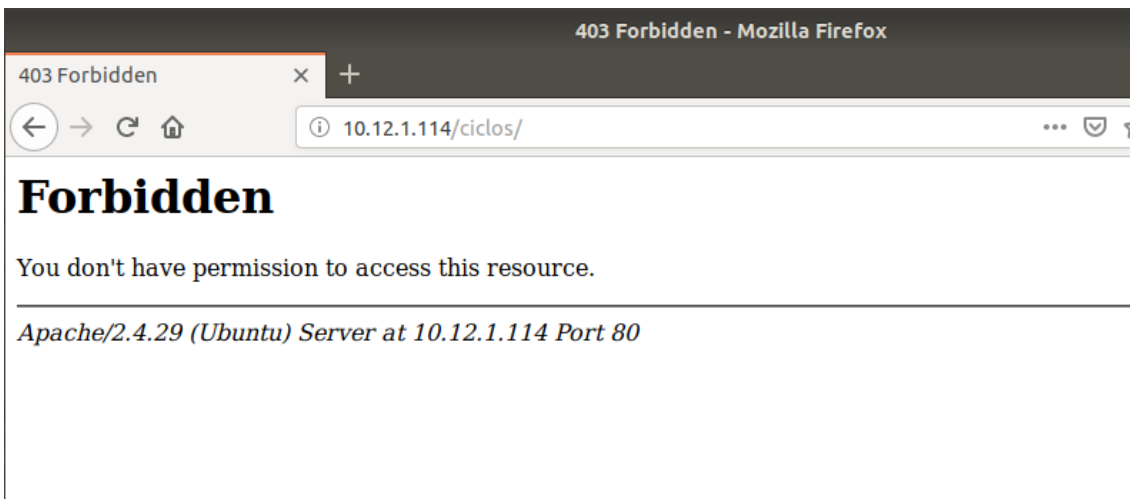 403 Forbidden - Mozilla Firefox
403 Forbidden
10.12.1.114/ciclos/
Forbidden
You don't have permission to access this resource.
Apache/2.4.29 (Ubuntu) Server at 10.12.1.114 Port 80